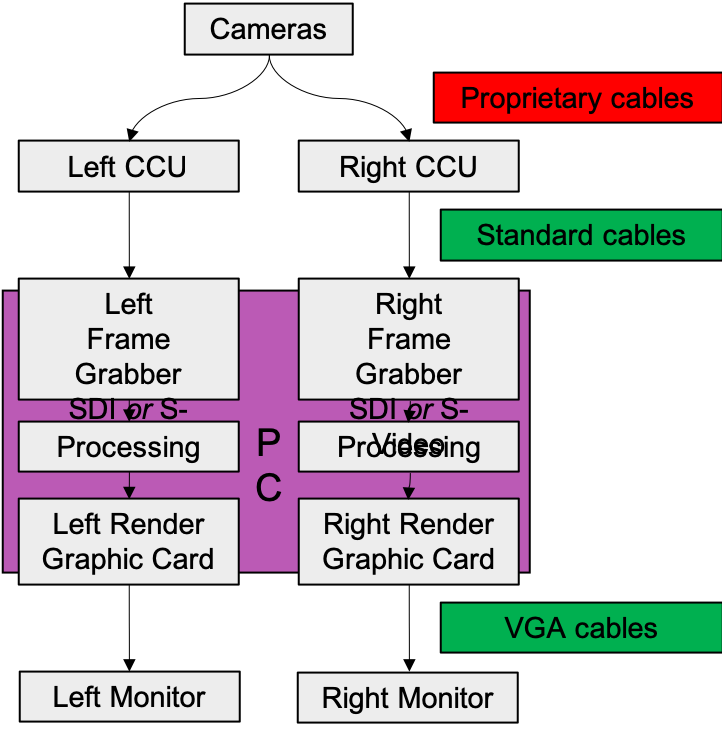 Cameras
Proprietary cables
Left CCU
Right CCU
Standard cables
Left
Frame
Grabber
SDI or S-
Right
Frame
Grabber
SDI or S-
Video
Processing
Processing
P
C
Left Render
Graphic Card
Right Render
Graphic Card
VGA cables
Left Monitor
Right Monitor